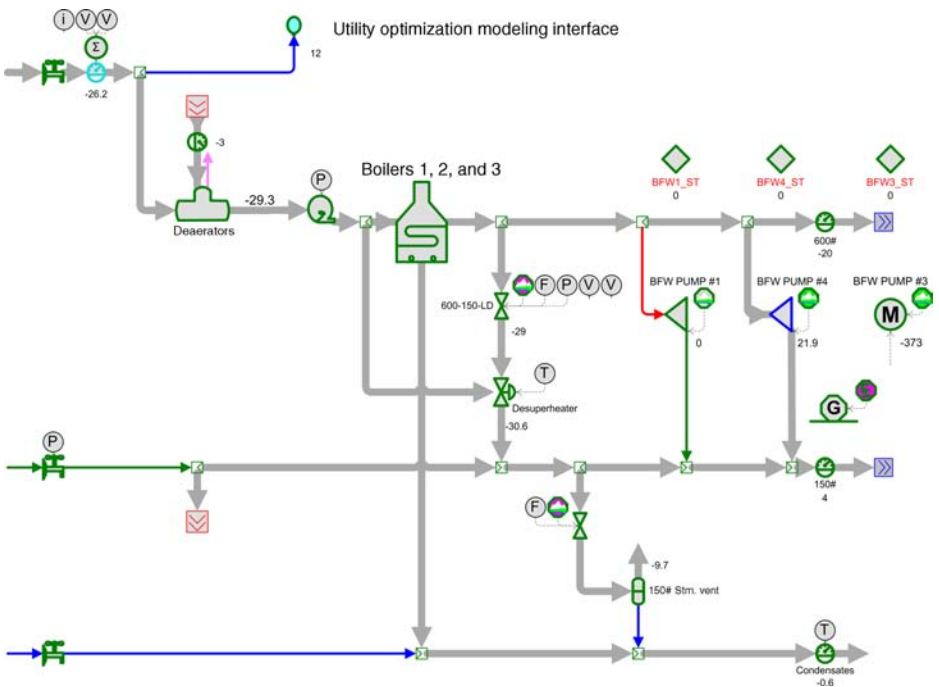 Utility optimization modeling interface
i V V
Σ
-26.2
12
-3
-29.3
Deaerators
P
Boilers 1, 2, and 3
BFW1_ST
0
BFW4_ST
0
BFW3_ST
0
600#
-20
600-150-LD
F P V V
-29
BFW PUMP #1
0
BFW PUMP #4
21.9
BFW PUMP #3
M
-373
T
Desuperheater
-30.6
G
P
150#
4
F
-9.7
150# Stm. vent
T
Condensates
-0.6